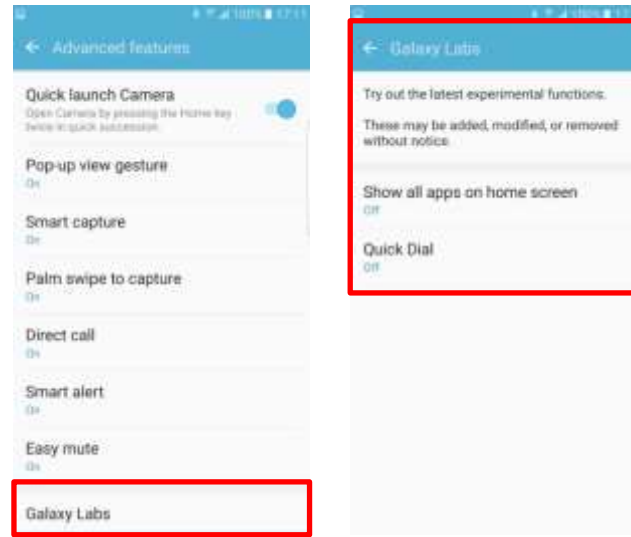 100% 17:11
Advanced features
Quick launch Camera
Open Camera by pressing the Home key
twice in quick succession.
Pop-up view gesture
On
Smart capture
On
Palm swipe to capture
On
Direct call
On
Smart alert
On
Easy mute
On
Galaxy Labs
Galaxy Labs
Try out the latest experimental functions.
These may be added, modified, or removed
without notice.
Show all apps on home screen
Off
Quick Dial
Off